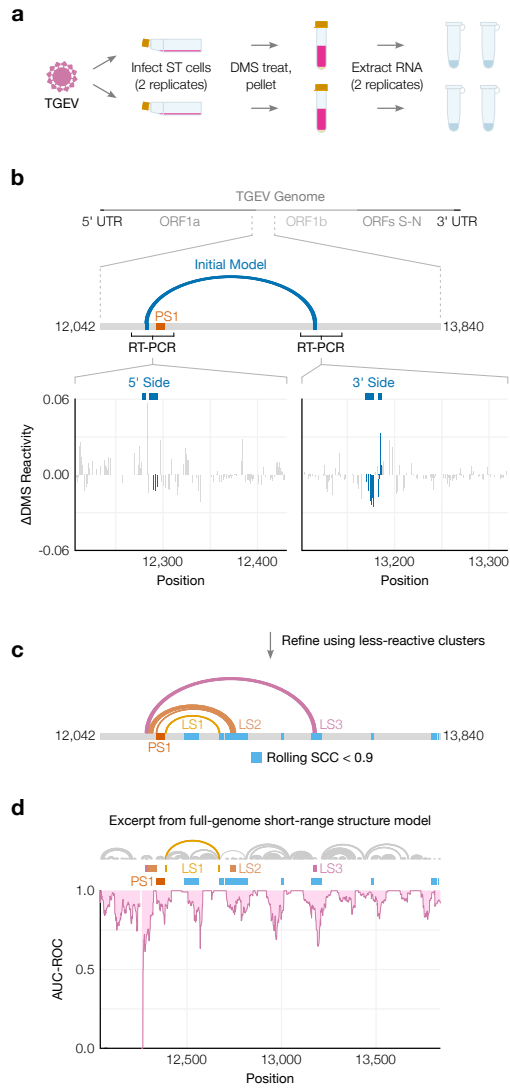 a
TGEV
Infect ST cells
(2 replicates)
DMS treat,
pellet
Extract RNA
(2 replicates)
b
TGEV Genome
5' UTR
ORF1a
ORF1b
ORFs S-N
3' UTR
Initial Model
12,042
PS1
13,840
RT-PCR
RT-PCR
5' Side
3' Side
0.06
0.00
-0.06
ΔDMS Reactivity
12,300
12,400
13,200
13,300
Position
Position
Refine using less-reactive clusters
c
12,042
LS1
LS2
LS3
13,840
PS1
Rolling SCC < 0.9
d
Excerpt from full-genome short-range structure model
LS1
LS2
LS3
PS1
1.0
0.5
0.0
AUC-ROC
12,500
13,000
13,500
Position